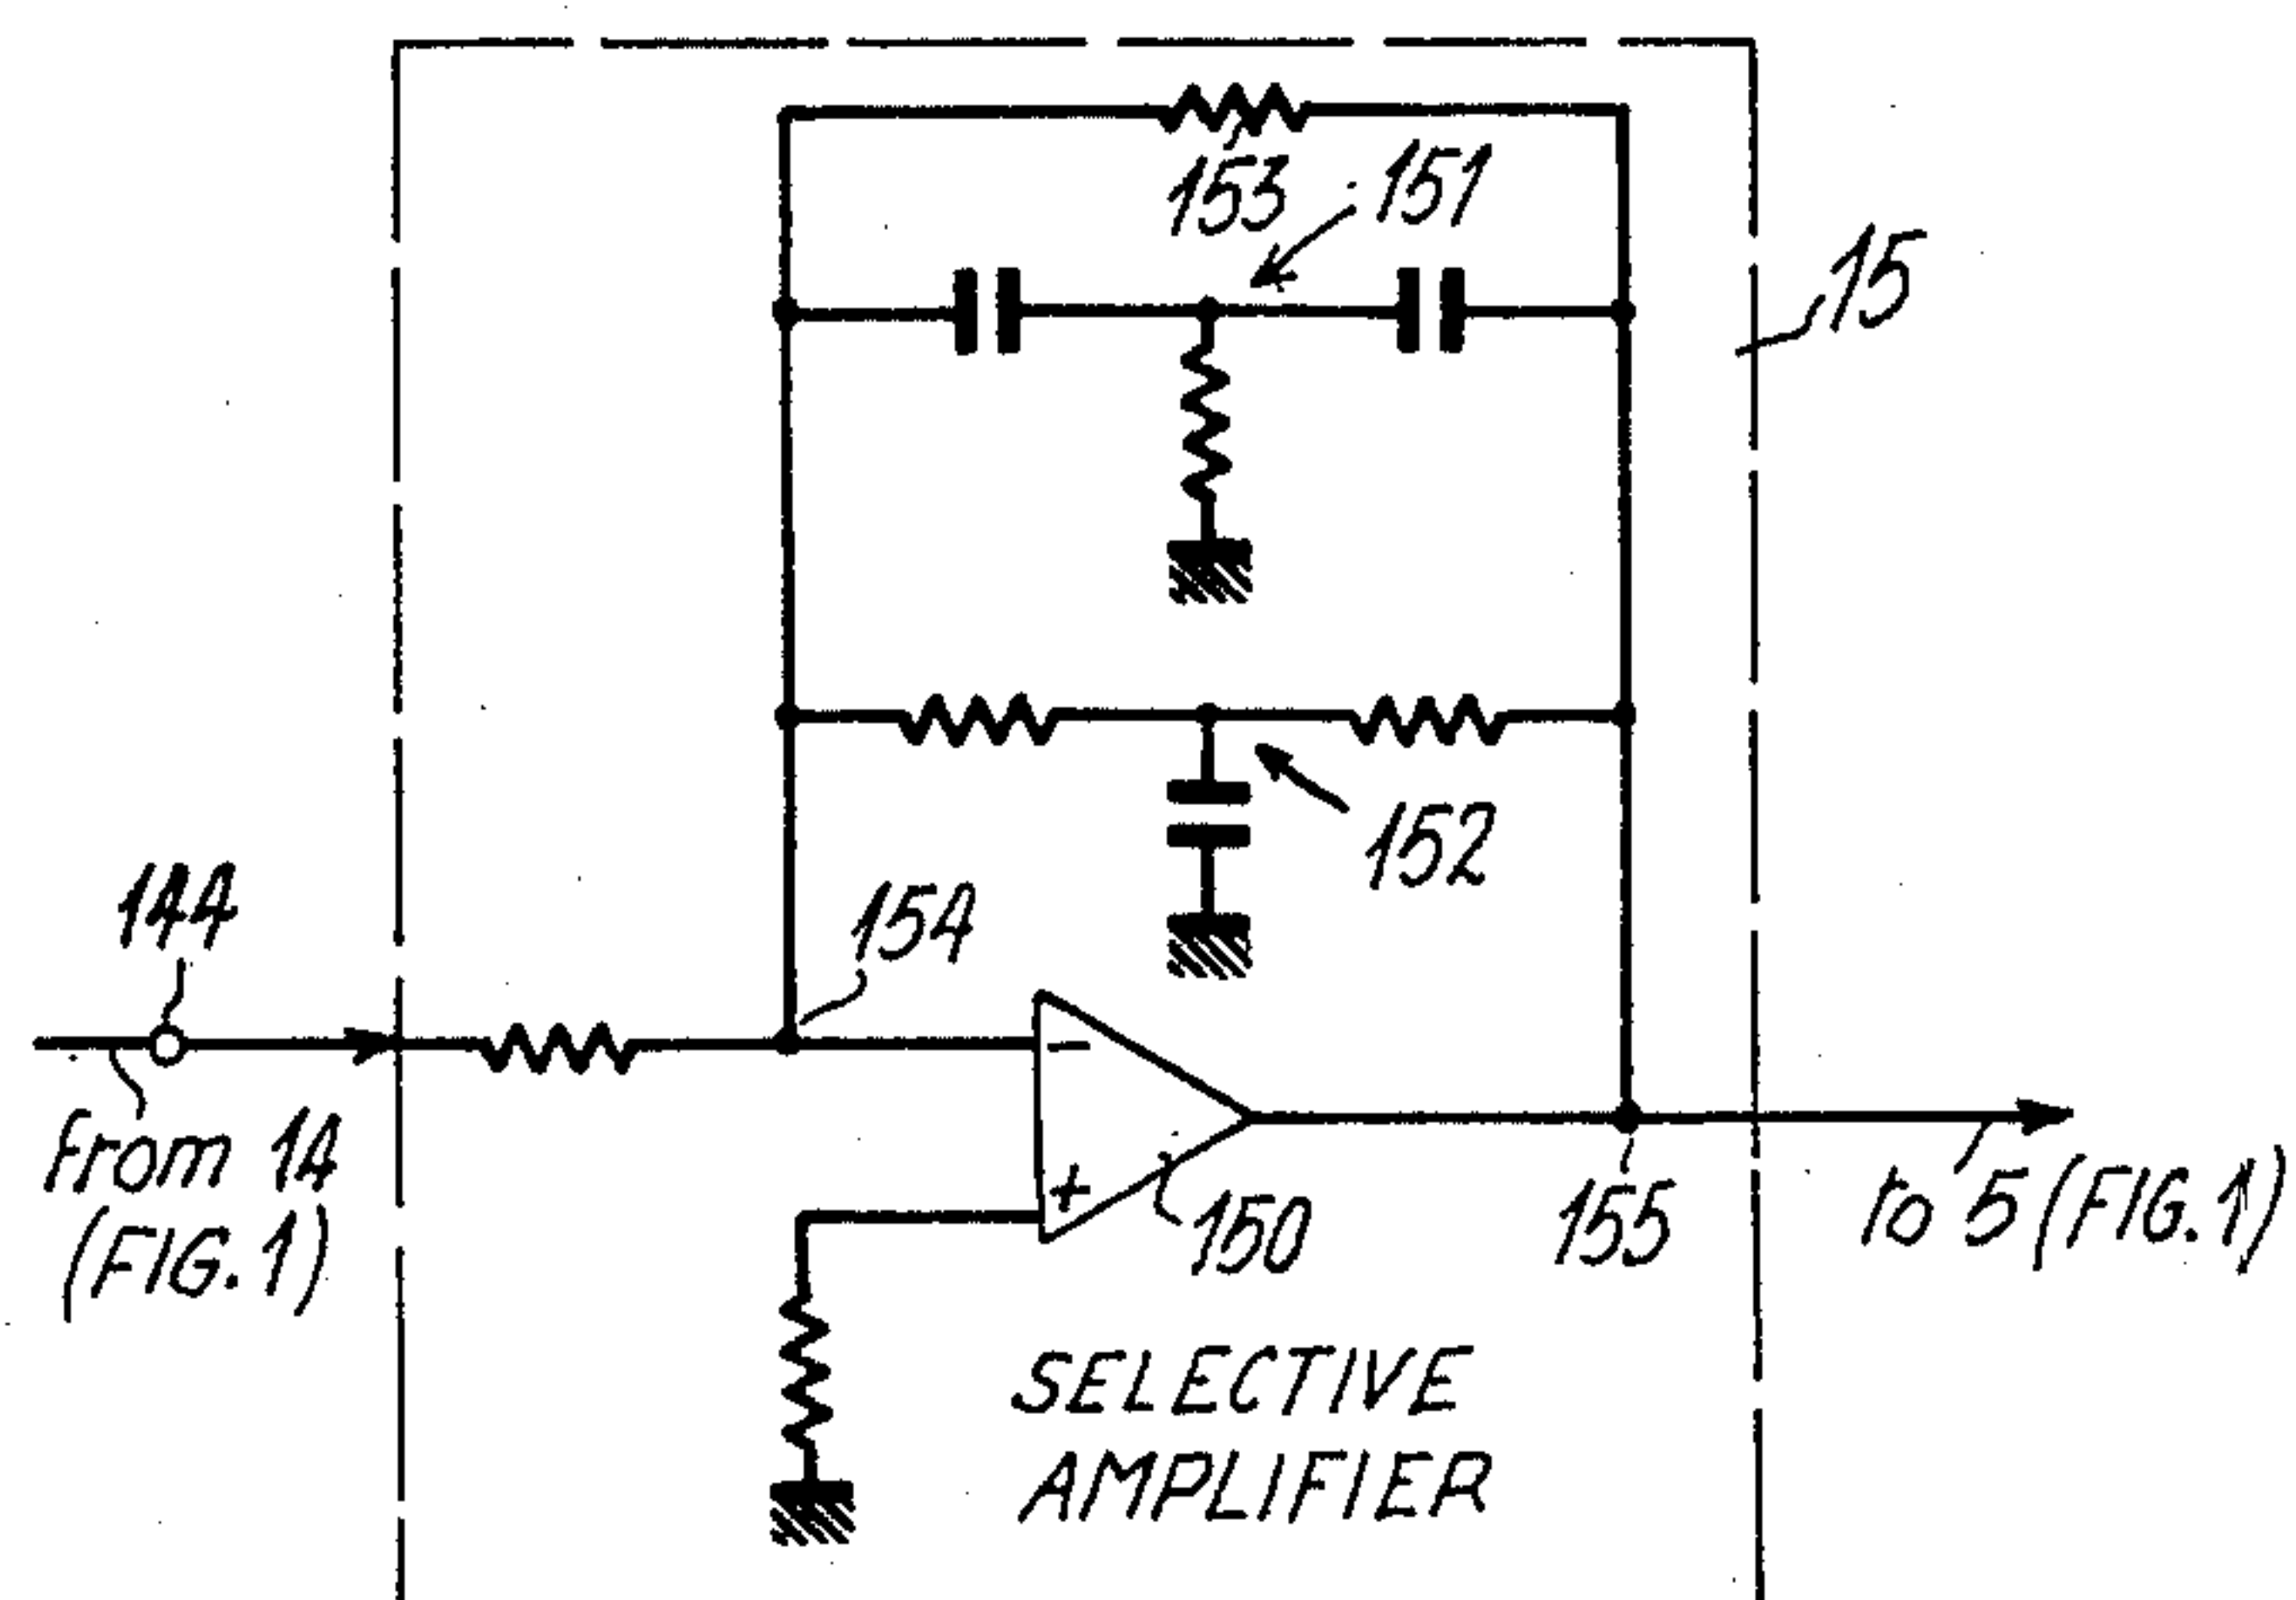 153
151
15
152
144
154
From 14
(FIG. 1)
-
+
150
155
to 5 (FIG. 1)
SELECTIVE
AMPLIFIER